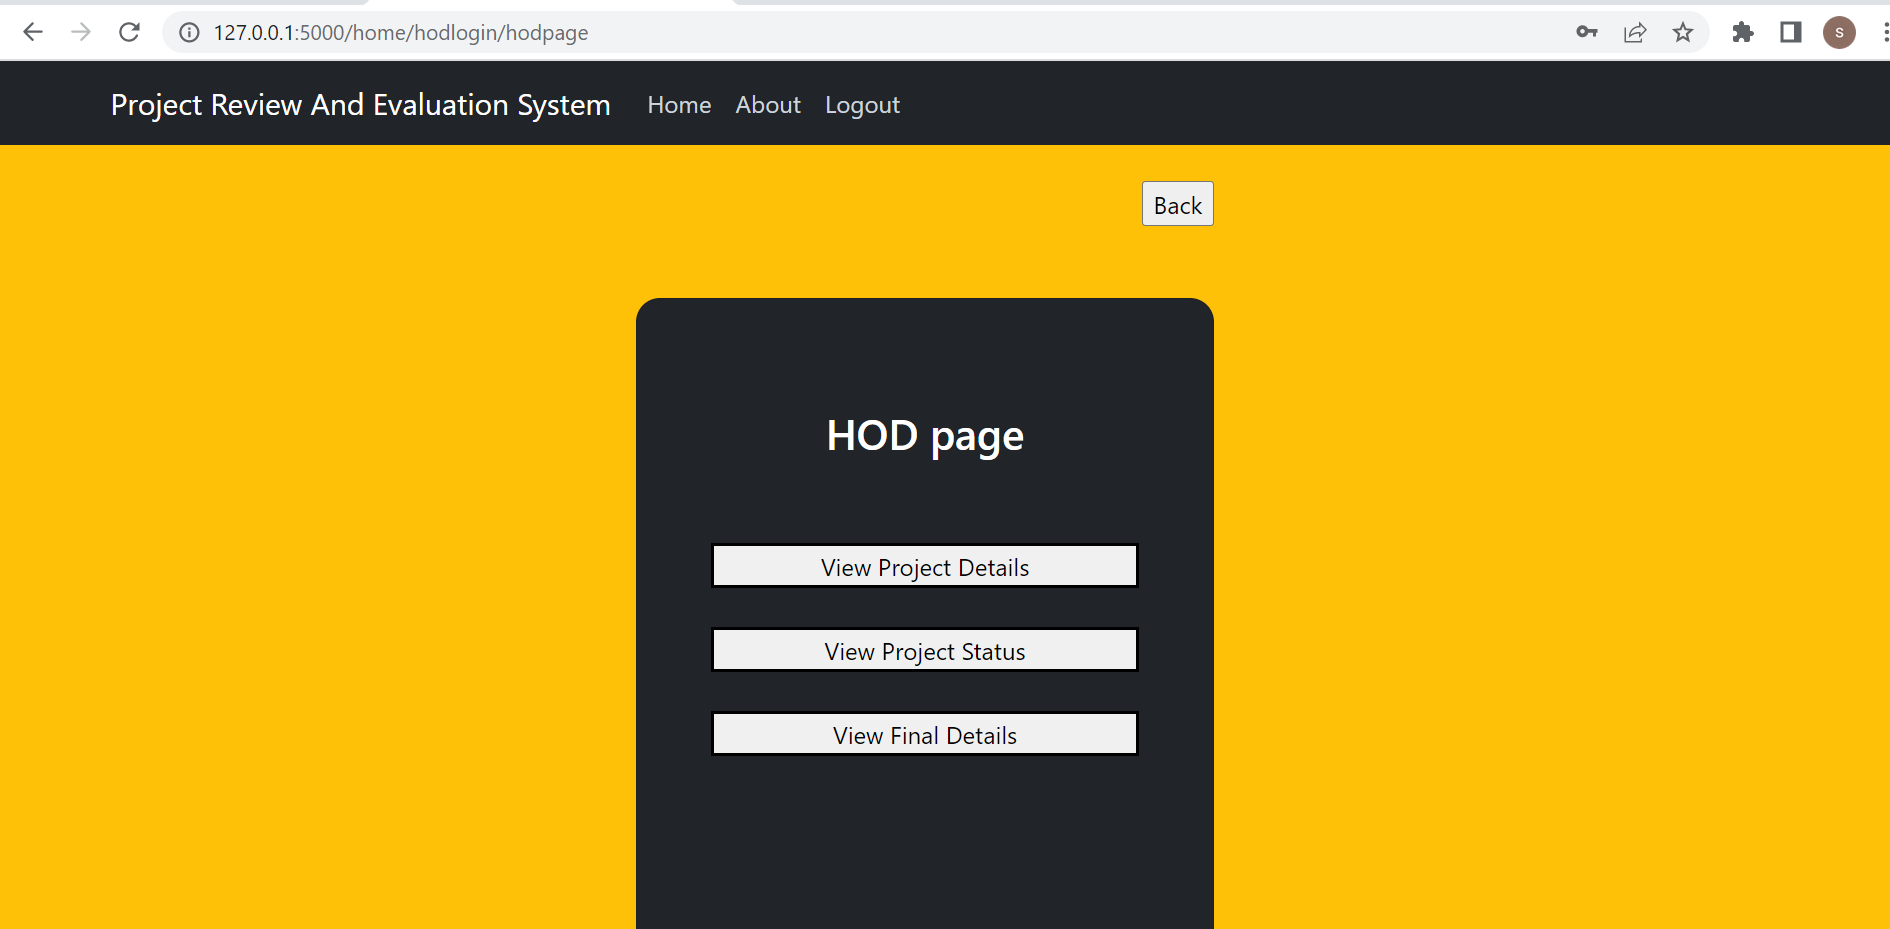 127.0.0.1:5000/home/hodlogin/hodpage
S
Project Review And Evaluation System Home About Logout
Back
HOD page
View Project Details
View Project Status
View Final Details